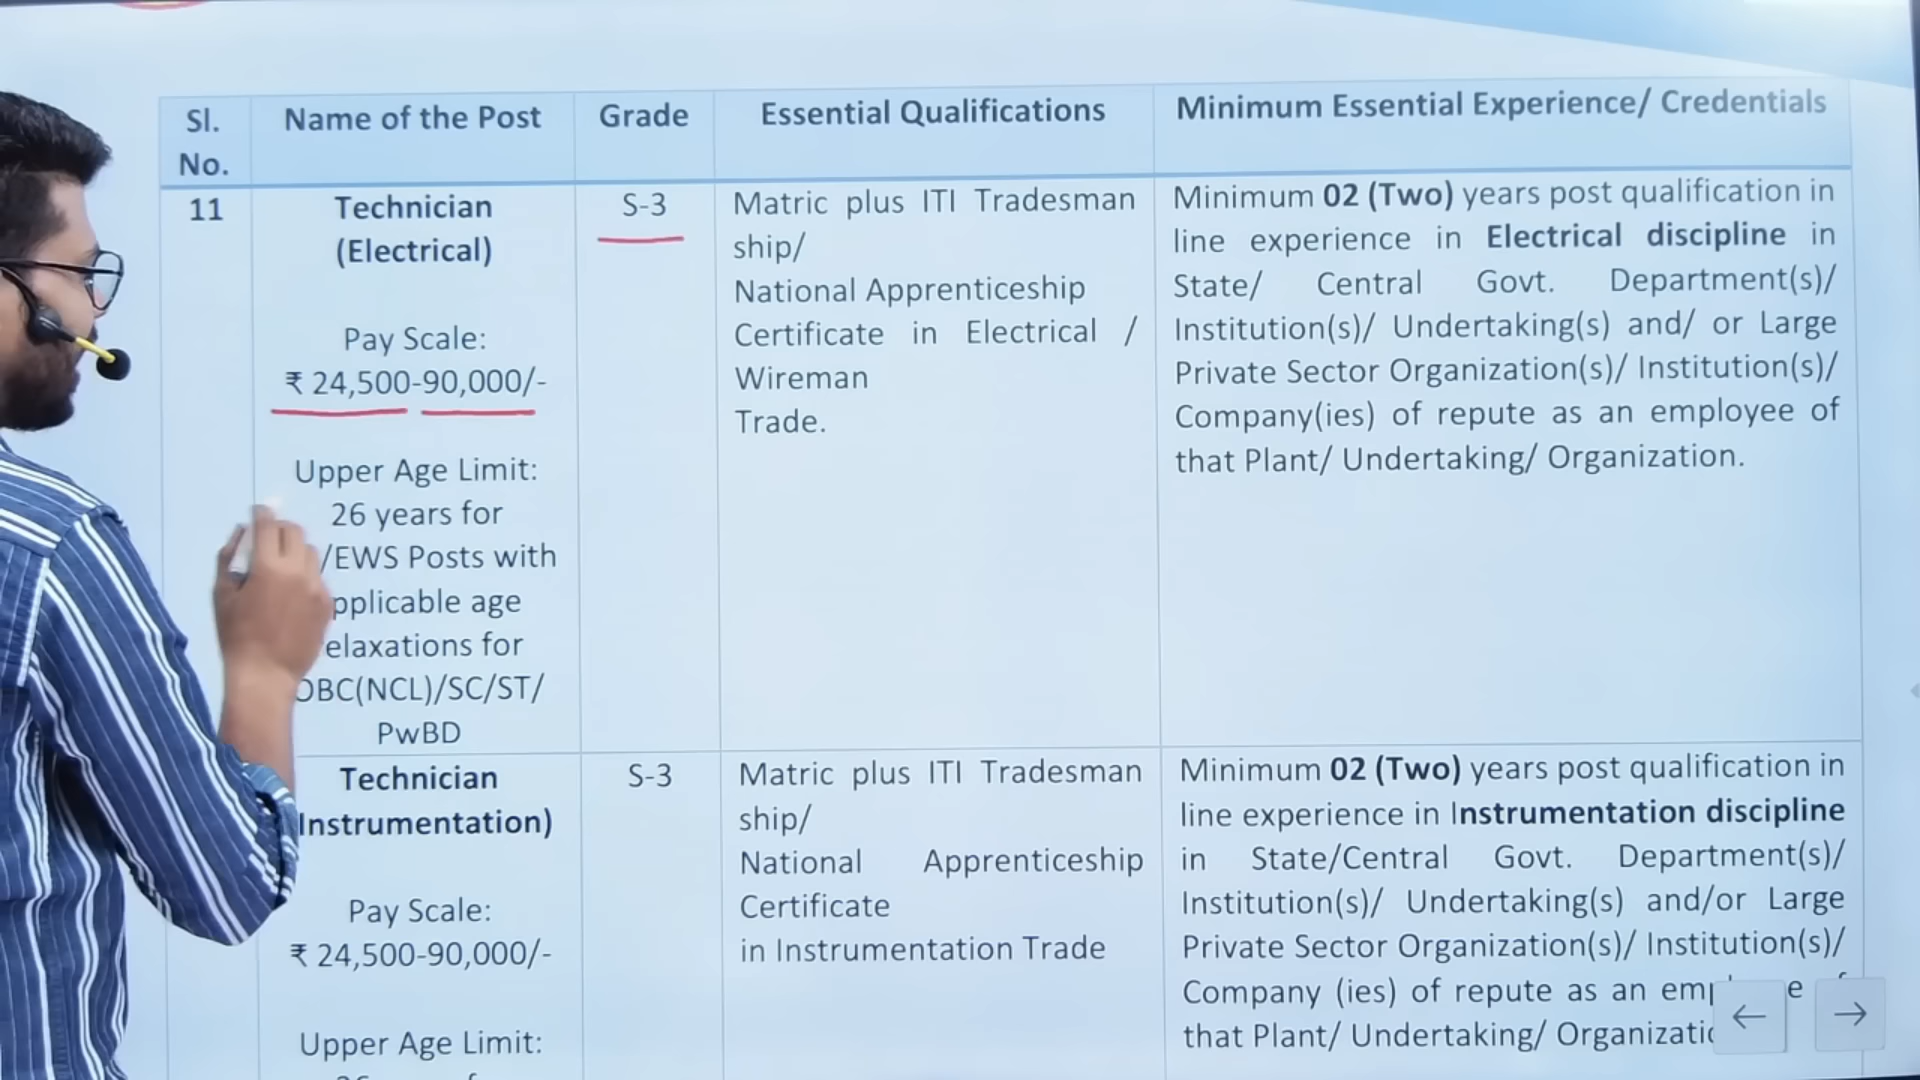 Sl.
No.
Name of the Post
Grade
Essential Qualifications
Minimum Essential Experience/ Credentials
11
Technician
(Electrical)
Pay Scale:
₹ 24,500-90,000/-
Upper Age Limit:
26 years for
/EWS Posts with
pplicable age
elaxations for
OBC(NCL)/SC/ST/
PwBD
S-3
Matric plus ITI Tradesman
ship/
National Apprenticeship
Certificate in Electrical /
Wireman
Trade.
Minimum 02 (Two) years post qualification in
line experience in Electrical discipline in
State/ Central Govt. Department(s)/
Institution(s)/ Undertaking(s) and/ or Large
Private Sector Organization(s)/ Institution(s)/
Company(ies) of repute as an employee of
that Plant/ Undertaking/ Organization.
Technician
Instrumentation)
Pay Scale:
₹ 24,500-90,000/-
Upper Age Limit:
S-3
Matric plus ITI Tradesman
ship/
National Apprenticeship
Certificate
in Instrumentation Trade
Minimum 02 (Two) years post qualification in
line experience in Instrumentation discipline
in State/Central Govt. Department(s)/
Institution(s)/ Undertaking(s) and/or Large
Private Sector Organization(s)/ Institution(s)/
Company (ies) of repute as an
that Plant/ Undertaking/